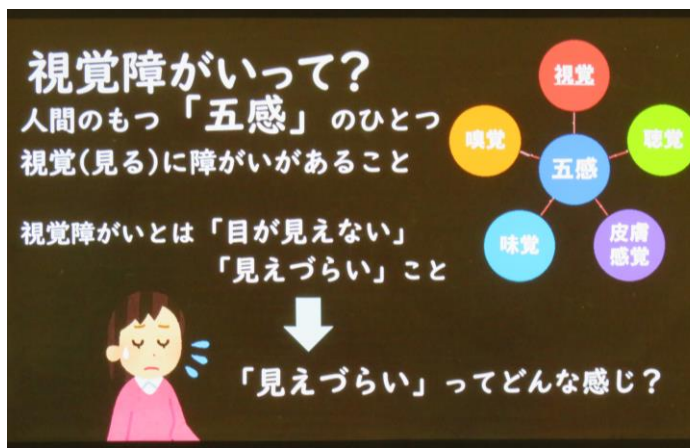 視覚障がいって?
人間のもつ「五感」のひとつ
視覚(見る)に障がいがあること
視覚障がいとは「目が見えない」
「見えづらい」こと
「見えづらい」ってどんな感じ?
視覚
嗅覚
聴覚
五感
味覚
皮膚
感覚